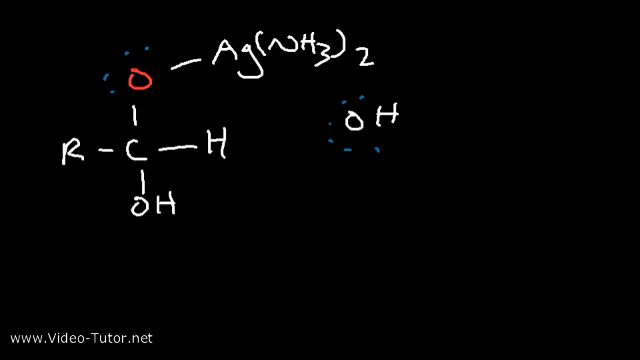 O — Ag(NH3)2
OH
R – C — H
OH
www.Video-Tutor.net